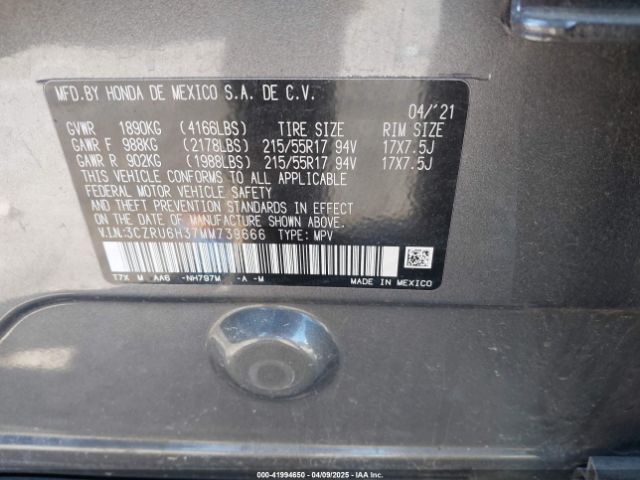 MFD.BY HONDA DE MEXICO S.A. DE C.V.
04/'21
GVWR 1890KG (4166LBS) TIRE SIZE RIM SIZE
GAWR F 988KG (2178LBS) 215/55R17 94V 17X7.5J
GAWR R 902KG (1988LBS) 215/55R17 94V 17X7.5J
THIS VEHICLE CONFORMS TO ALL APPLICABLE
FEDERAL MOTOR VEHICLE SAFETY
AND THEFT PREVENTION STANDARDS IN EFFECT
ON THE DATE OF MANUFACTURE SHOWN ABOVE.
V.I.N:3CZRU6H37MM739666 TYPE: MPV
T7X M AA6 -NH797M -A -M
MADE IN MEXICO
000-41994650 04/09/2025 IAAI.COM